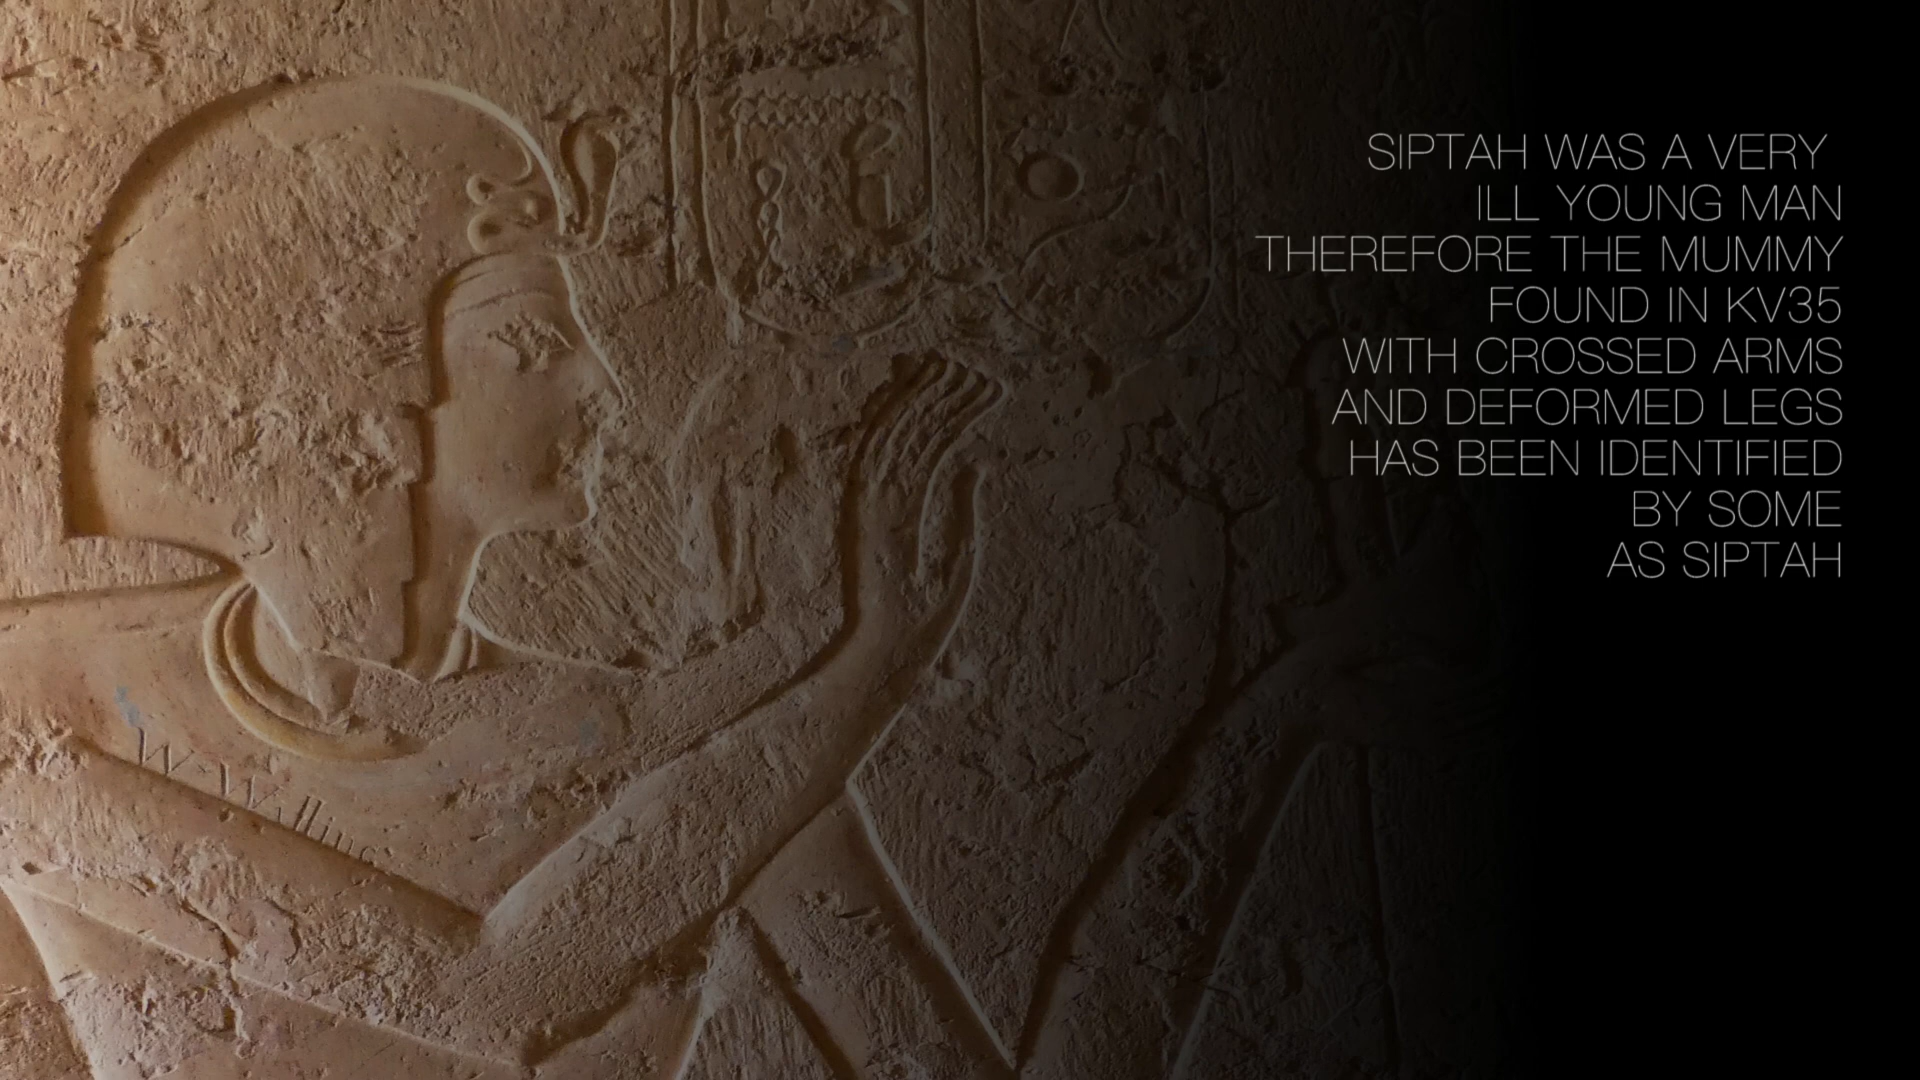 SIPTAH WAS A VERY
ILL YOUNG MAN
THEREFORE THE MUMMY
FOUND IN KV35
WITH CROSSED ARMS
AND DEFORMED LEGS
HAS BEEN IDENTIFIED
BY SOME
AS SIPTAH